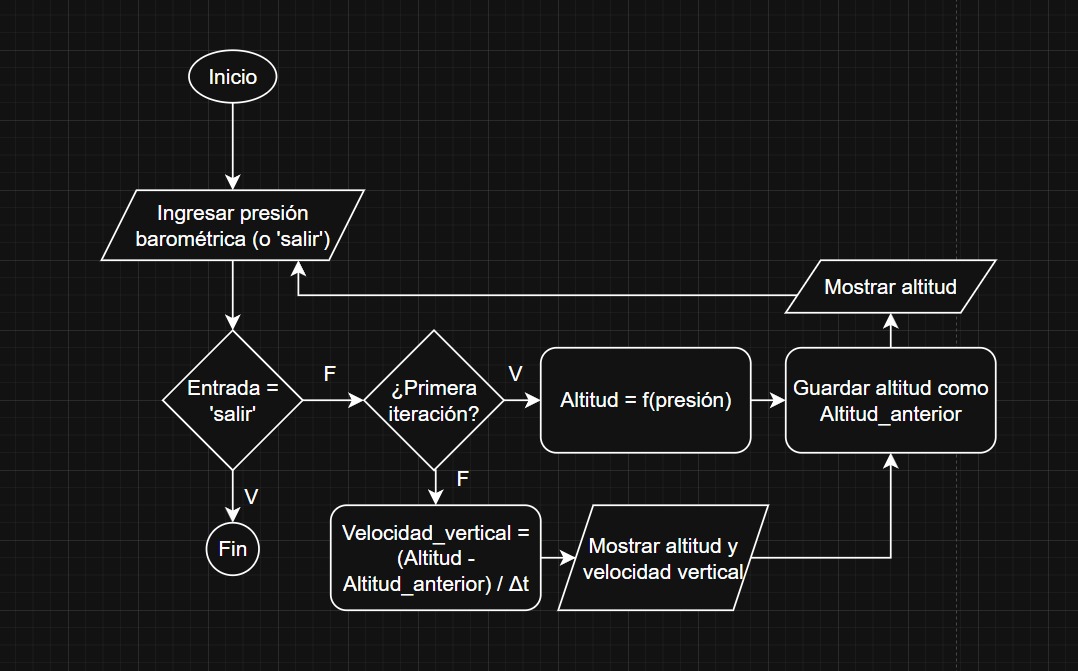 Inicio
Ingresar presión
barométrica (o 'salir')
Mostrar altitud
Entrada =
'salir'
F
¿Primera
iteración?
V
Altitud = f(presión)
Guardar altitud como
Altitud_anterior
V
F
Fin
Velocidad_vertical =
(Altitud -
Altitud_anterior) / Δt
Mostrar altitud y
velocidad vertical